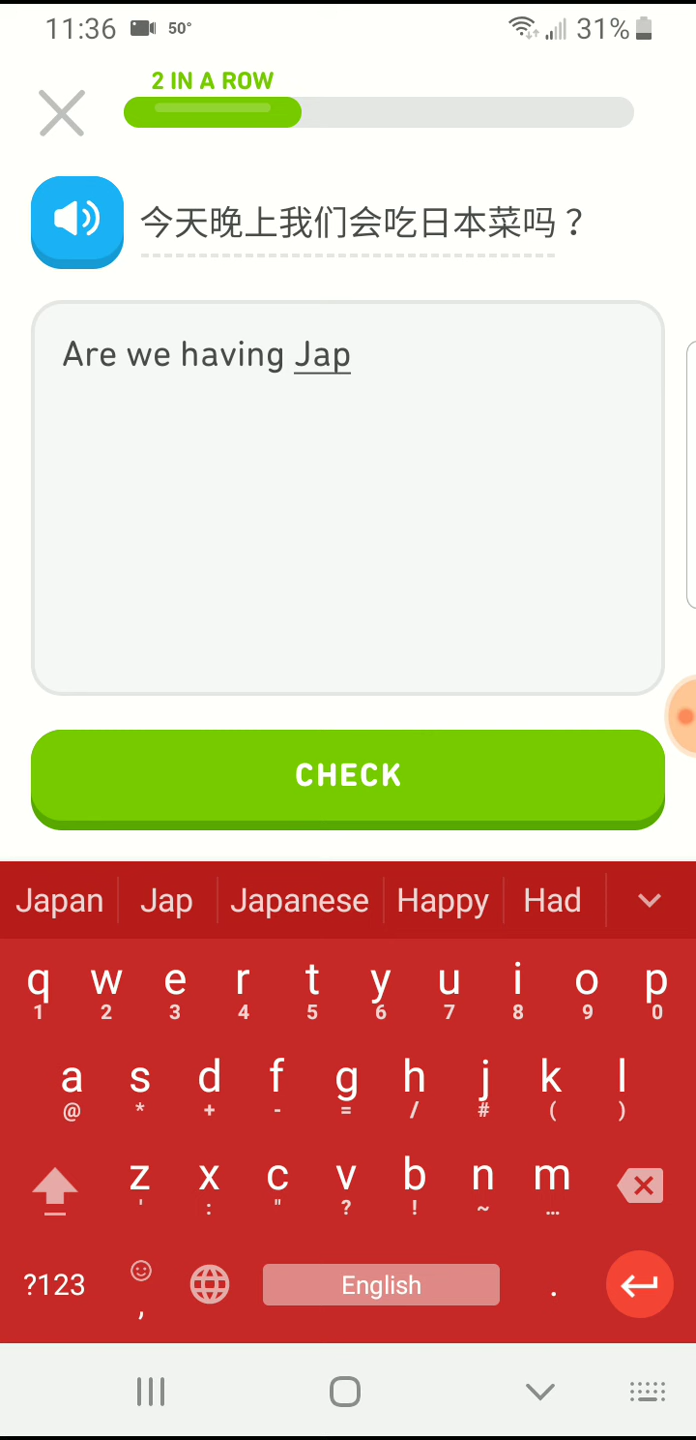 11:36 50° 31%
2 IN A ROW
今天晚上我们会吃日本菜吗？
Are we having Jap
CHECK
Japan Jap Japanese Happy Had
q w e r t y u i o p
1 2 3 4 5 6 7 8 9 0
a s d f g h j k l
@ * + - = / # ( )
z x c v b n m
' : " ? ! ~ …
?123 , English .